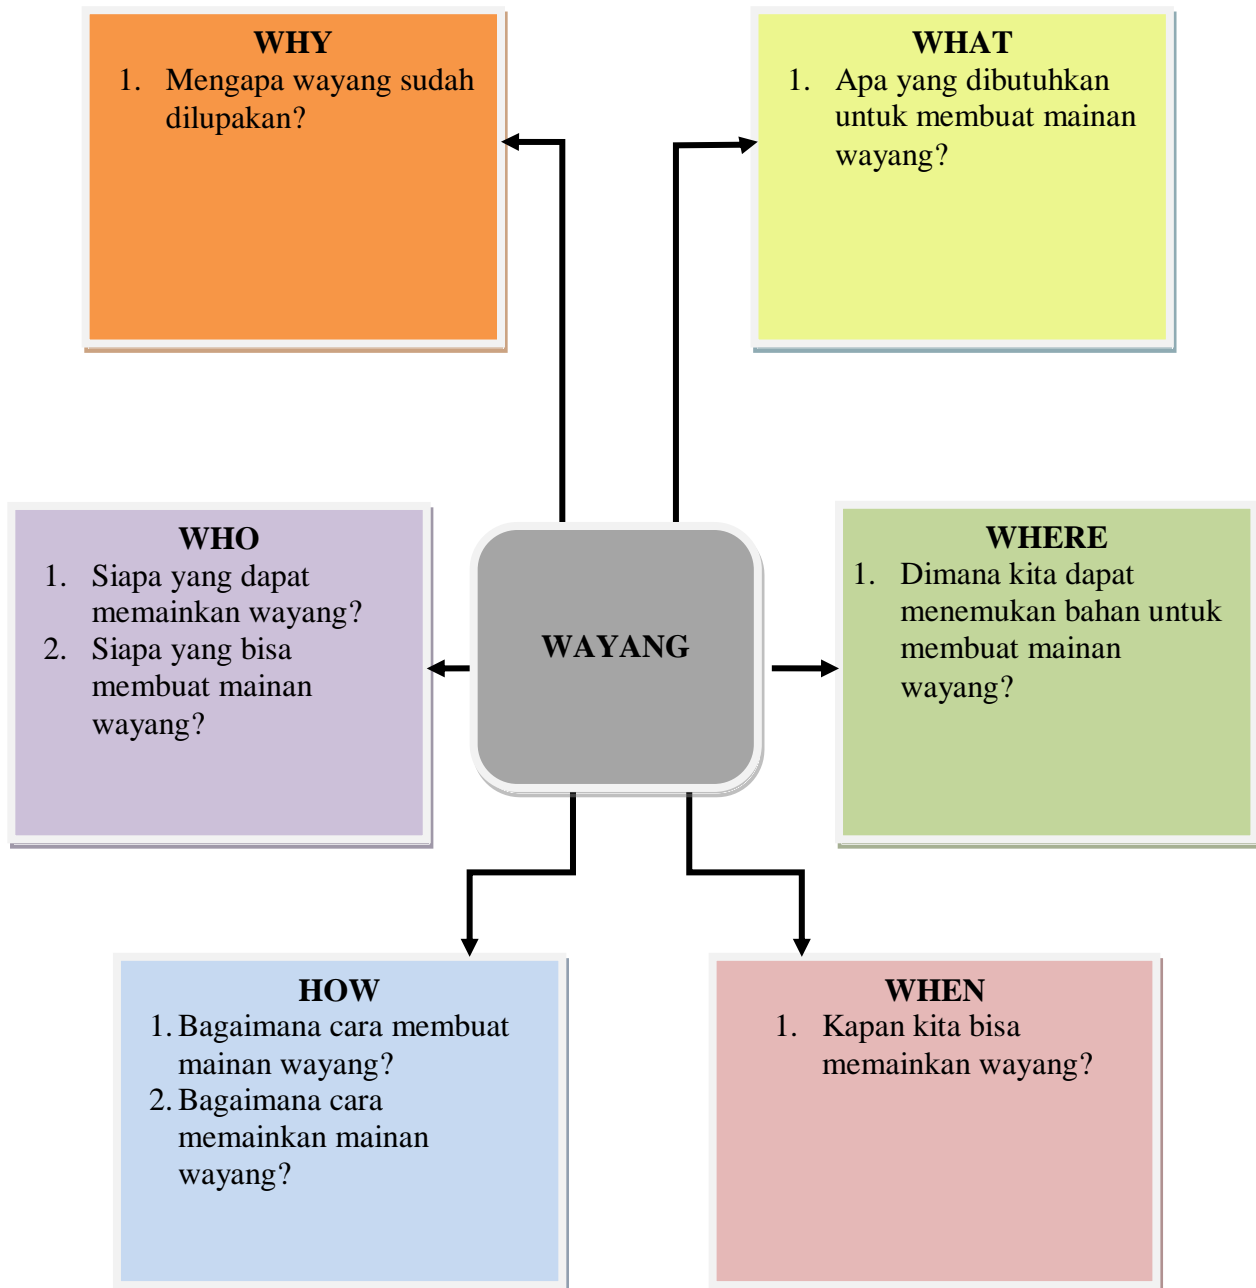 WHY
1. Mengapa wayang sudah
dilupakan?
WHAT
1. Apa yang dibutuhkan
untuk membuat mainan
wayang?
WHO
1. Siapa yang dapat
memainkan wayang?
2. Siapa yang bisa
membuat mainan
wayang?
WAYANG
WHERE
1. Dimana kita dapat
menemukan bahan untuk
membuat mainan
wayang?
HOW
1. Bagaimana cara membuat
mainan wayang?
2. Bagaimana cara
memainkan mainan
wayang?
WHEN
1. Kapan kita bisa
memainkan wayang?